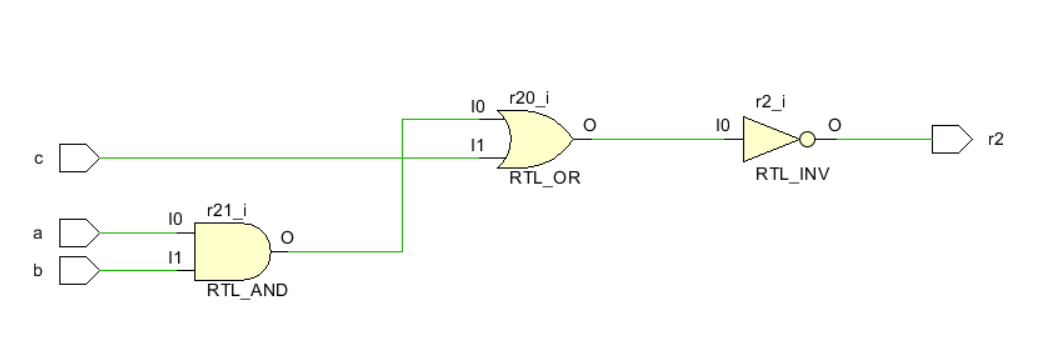 r20_i
I0
O
I1
RTL_OR
r2_i
I0
O
RTL_INV
r2
c
a
b
r21_i
I0
O
I1
RTL_AND